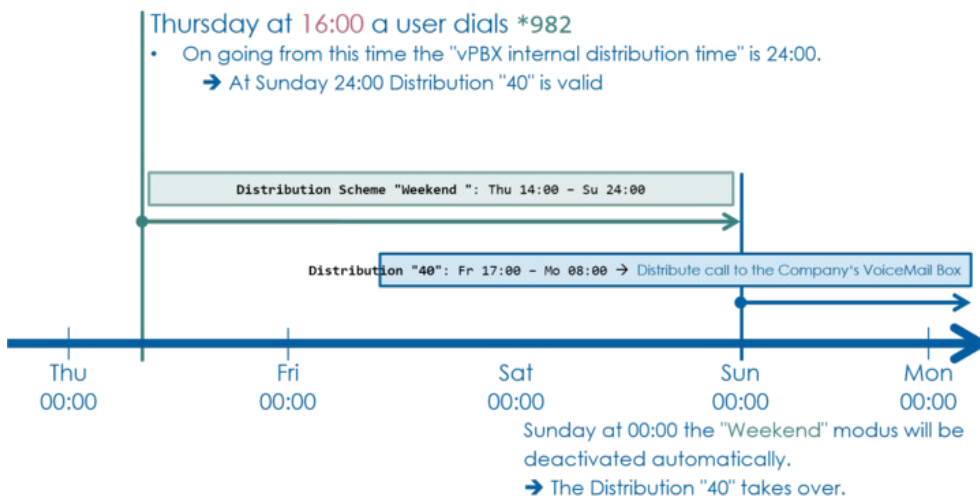 Thursday at 16:00 a user dials *982
• On going from this time the "vPBX internal distribution time" is 24:00.
➔ At Sunday 24:00 Distribution "40" is valid
Distribution Scheme "Weekend ": Thu 14:00 – Su 24:00
Distribution "40": Fr 17:00 – Mo 08:00 → Distribute call to the Company's VoiceMail Box
Thu Fri Sat Sun Mon
00:00 00:00 00:00 00:00 00:00
Sunday at 00:00 the "Weekend" modus will be
deactivated automatically.
➔ The Distribution "40" takes over.